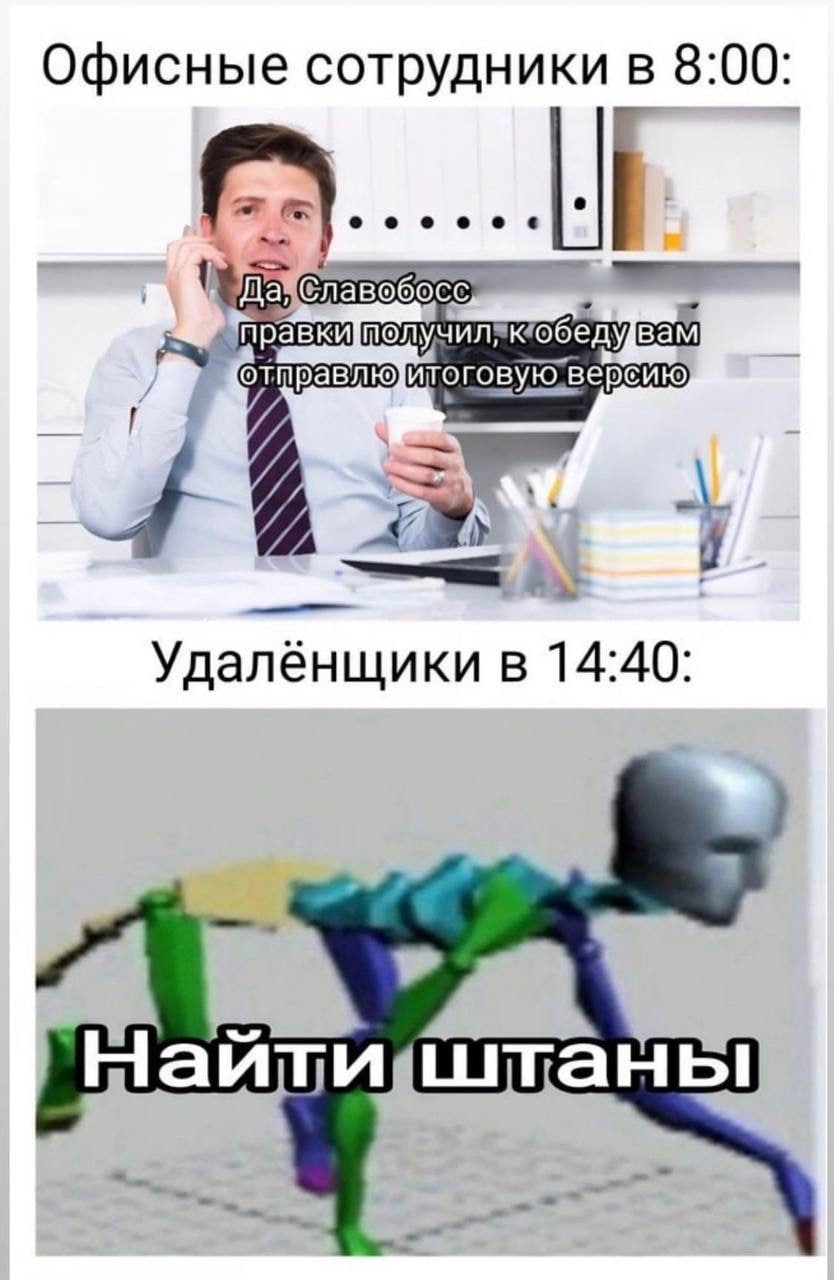 Офисные сотрудники в 8:00:
Да, Славобосс
правки получил, к обеду вам
отправлю итоговую версию
Удалёнщики в 14:40:
Найти штаны